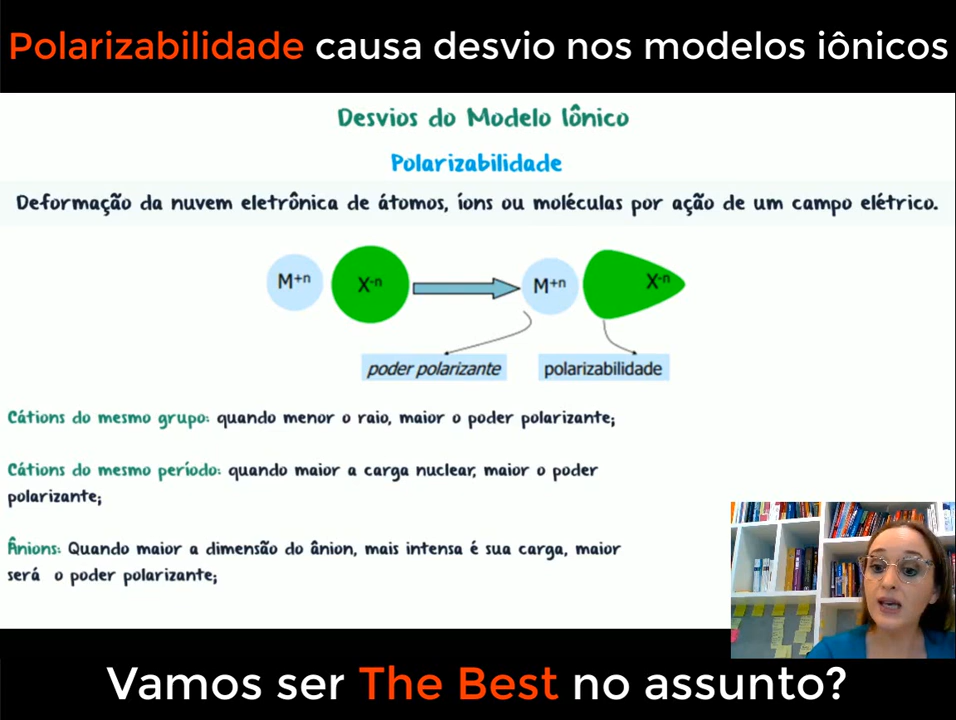 Polarizabilidade causa desvio nos modelos iônicos
Desvios do Modelo Iônico
Polarizabilidade
Deformação da nuvem eletrônica de átomos, íons ou moléculas por ação de um campo elétrico.
M+n X-n M+n X-n
poder polarizante polarizabilidade
Cátions do mesmo grupo: quando menor o raio, maior o poder polarizante;
Cátions do mesmo período: quando maior a carga nuclear, maior o poder
polarizante;
Ânions: Quando maior a dimensão do ânion, mais intensa é sua carga, maior
será o poder polarizante;
Vamos ser The Best no assunto?